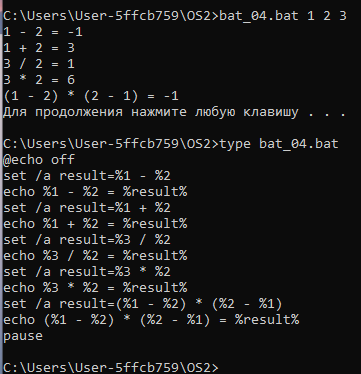 C:\Users\User-5ffcb759\OS2>bat_04.bat 1 2 3
1 - 2 = -1
1 + 2 = 3
3 / 2 = 1
3 * 2 = 6
(1 - 2) * (2 - 1) = -1
Для продолжения нажмите любую клавишу . . .
C:\Users\User-5ffcb759\OS2>type bat_04.bat
@echo off
set /a result=%1 - %2
echo %1 - %2 = %result%
set /a result=%1 + %2
echo %1 + %2 = %result%
set /a result=%3 / %2
echo %3 / %2 = %result%
set /a result=%3 * %2
echo %3 * %2 = %result%
set /a result=(%1 - %2) * (%2 - %1)
echo (%1 - %2) * (%2 - %1) = %result%
pause
C:\Users\User-5ffcb759\OS2>